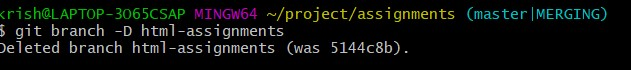 krish@LAPTOP-3O65CSAP MINGW64 ~/project/assignments (master|MERGING)
$ git branch -D html-assignments
Deleted branch html-assignments (was 5144c8b).